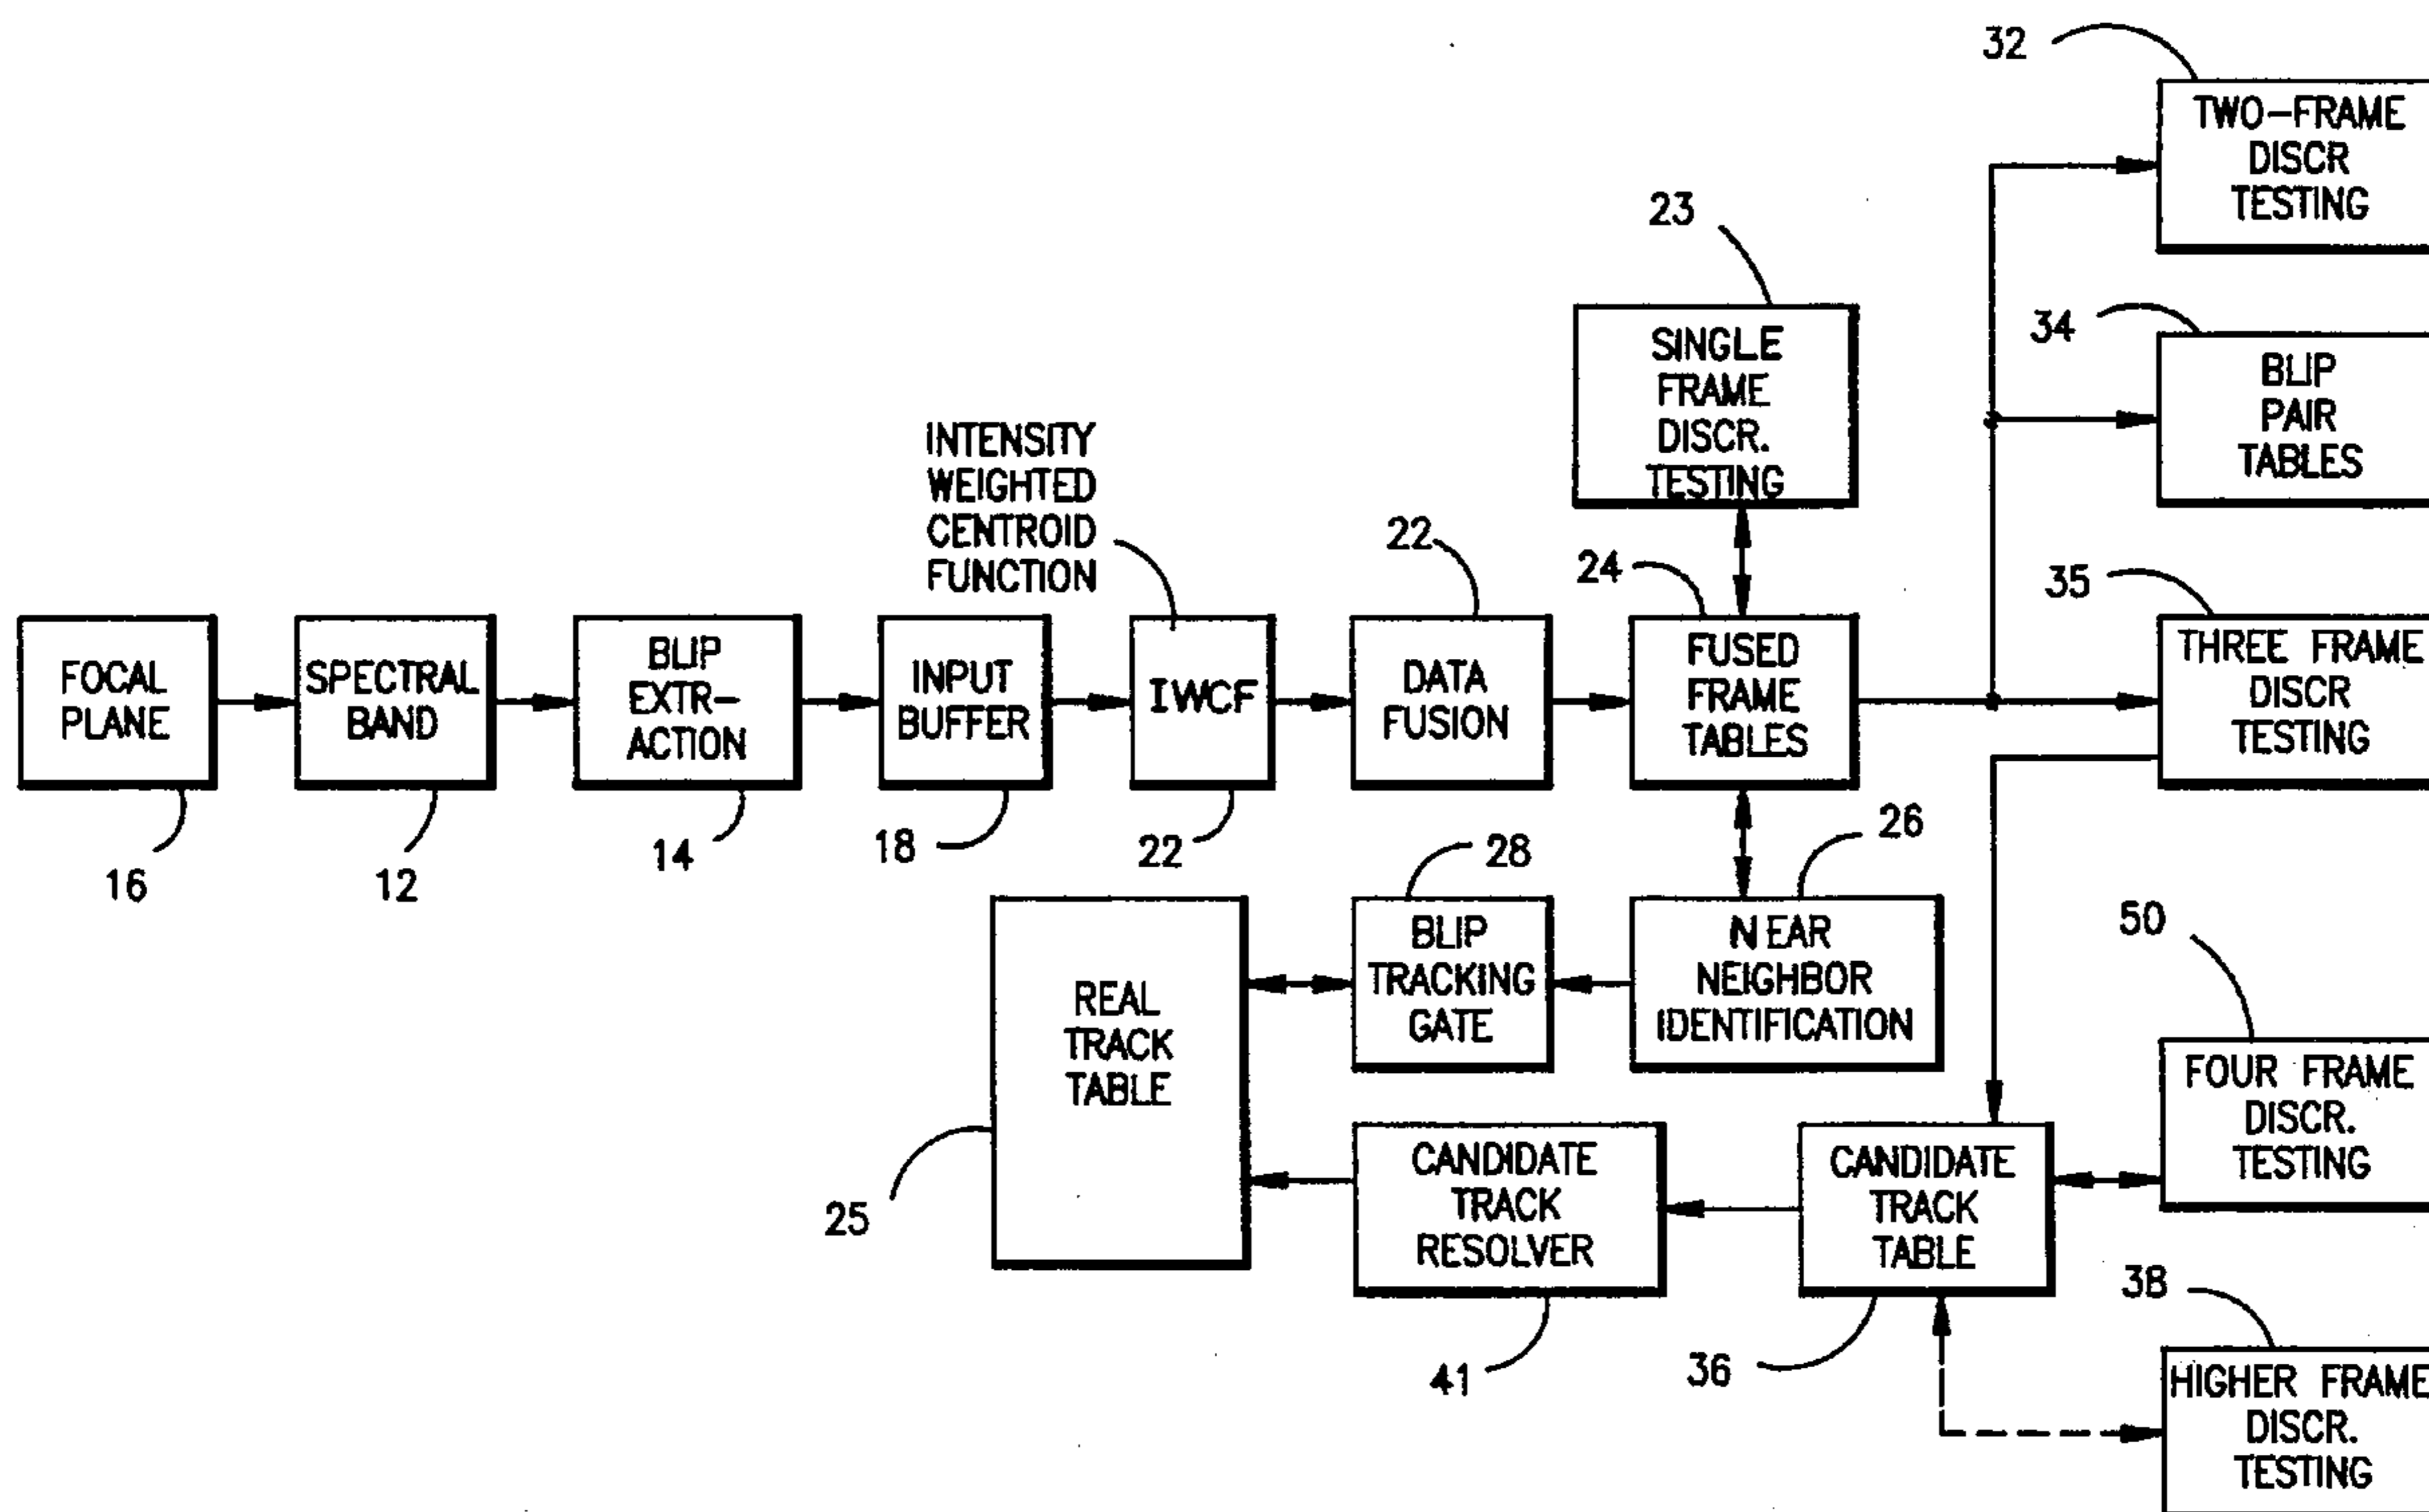 32
TWO-FRAME
DISCR
TESTING
23
SINGLE
FRAME
DISCR.
TESTING
34
BLIP
PAIR
TABLES
INTENSITY
WEIGHTED
CENTROID
FUNCTION
22
24
35
FOCAL
PLANE
16
SPECTRAL
BAND
12
BLIP
EXTR-
ACTION
14
INPUT
BUFFER
18
IWCF
22
DATA
FUSION
FUSED
FRAME
TABLES
THREE FRAME
DISCR
TESTING
28
26
REAL
TRACK
TABLE
25
BLIP
TRACKING
GATE
NEAR
NEIGHBOR
IDENTIFICATION
50
FOUR FRAME
DISCR.
TESTING
CANDIDATE
TRACK
RESOLVER
41
CANDIDATE
TRACK
TABLE
36
38
HIGHER FRAME
DISCR.
TESTING